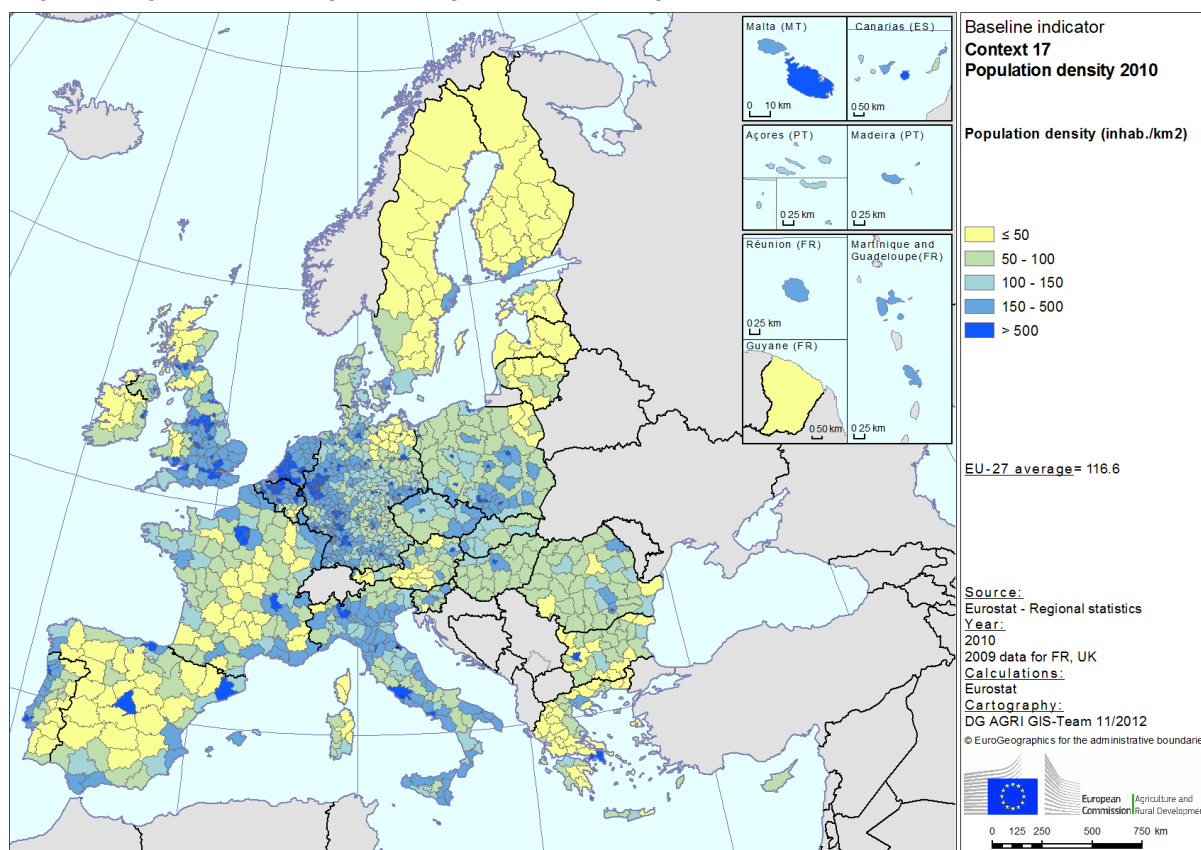 Malta (MT)
0 10 km
Canarias (ES)
0 50 km
Açores (PT)
0 25 km
Madeira (PT)
0 25 km
Réunion (FR)
0 25 km
Martinique and
Guadeloupe(FR)
0 25 km
Guyane (FR)
0 50 km
Baseline indicator
Context 17
Population density 2010
Population density (inhab./km2)
≤ 50
50 - 100
100 - 150
150 - 500
> 500
EU-27 average= 116.6
Source:
Eurostat - Regional statistics
Year:
2010
2009 data for FR, UK
Calculations:
Eurostat
Cartography:
DG AGRI GIS-Team 11/2012
© EuroGeographics for the administrative boundarie
European
Commission
Agriculture and
Rural Developmen
0 125 250 500 750 km